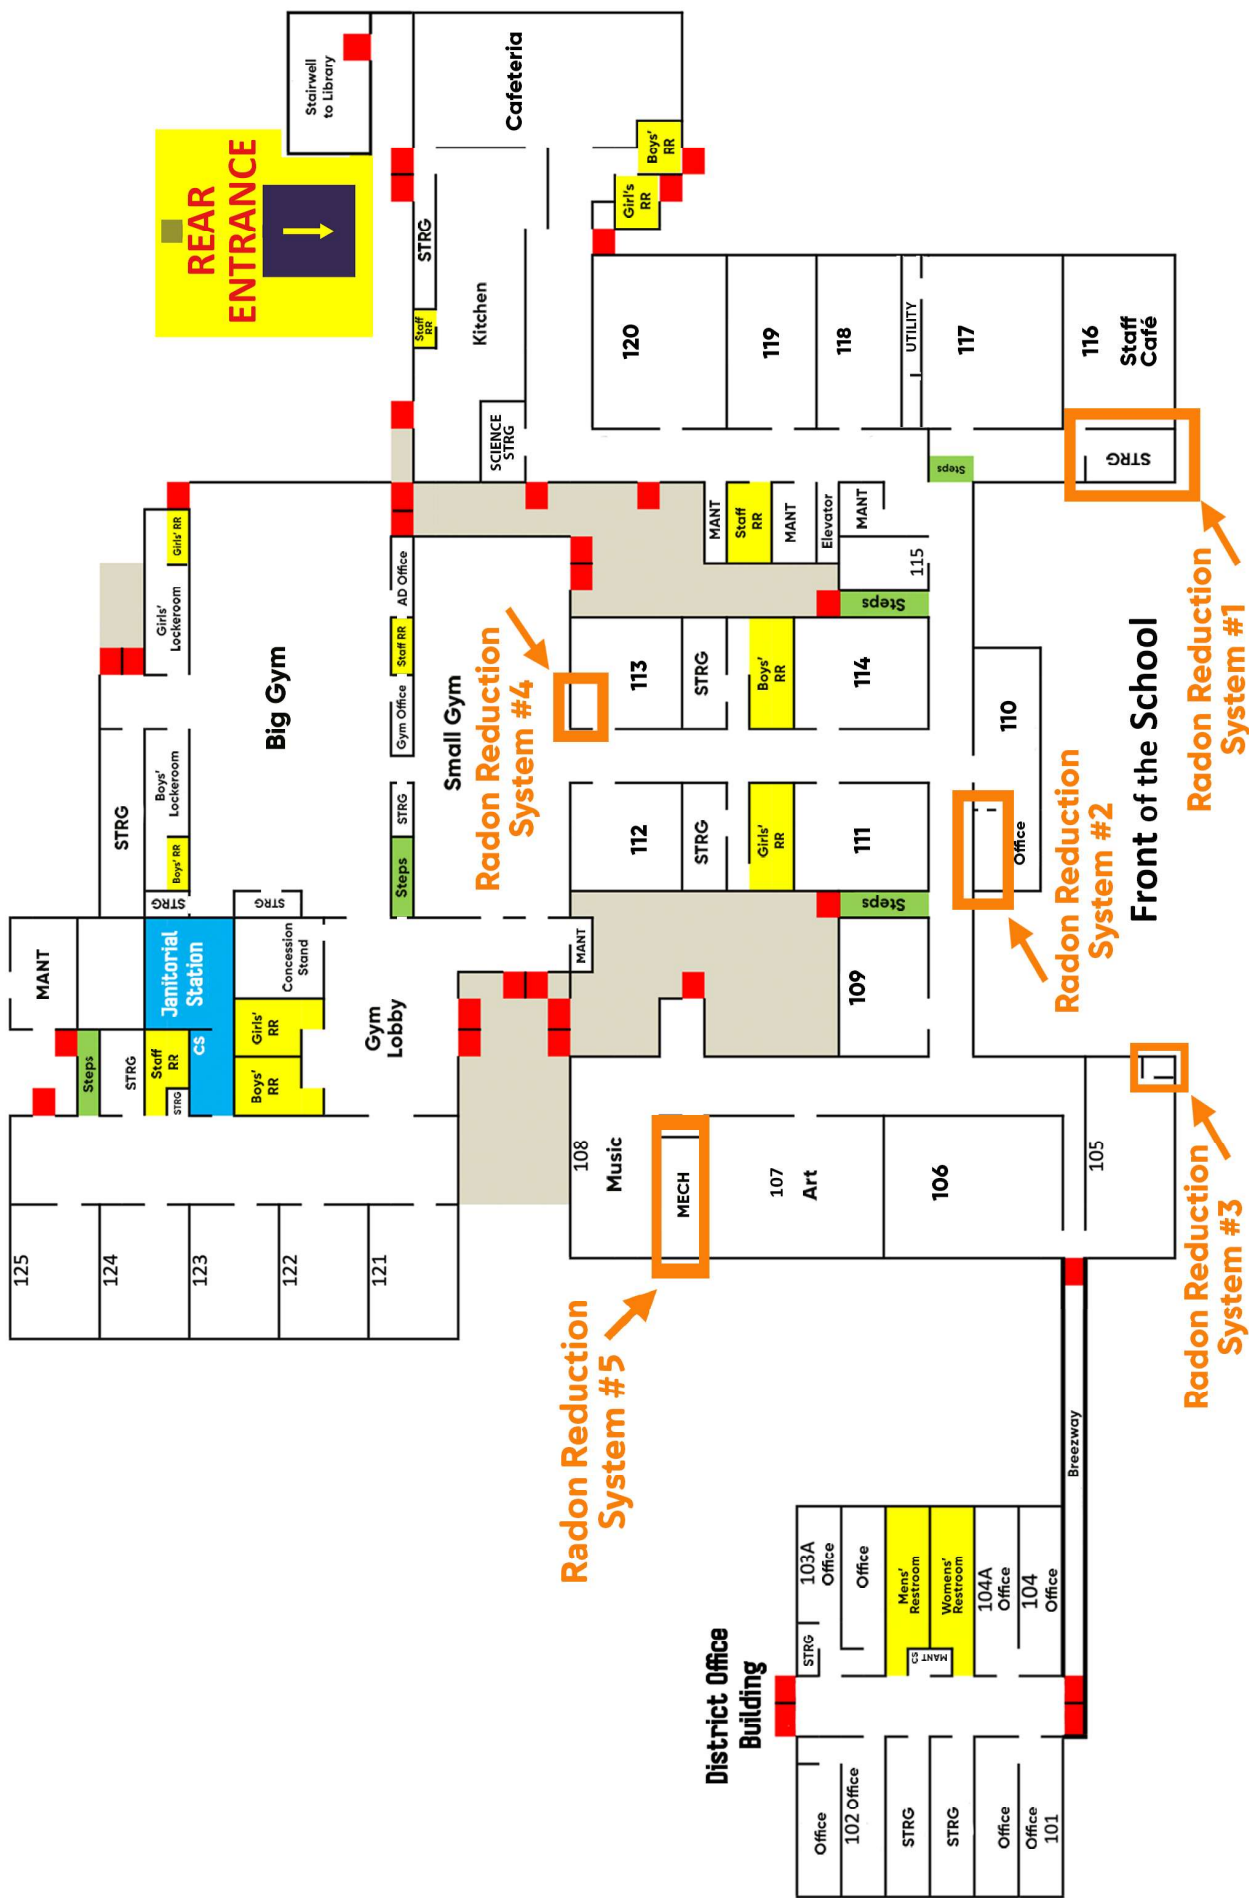 Stairwell
to Library
Cafeteria
REAR
ENTRANCE
Boys'
RR
Girl's
RR
STRG
Staff
RR
Kitchen
SCIENCE
STRG
120
119
118
UTILITY
117
116
Staff
Café
STRG
Steps
Radon Reduction
System #1
MANT
Staff
RR
MANT
Elevator
MANT
115
Steps
Girls' RR
Girls'
Lockeroom
Big Gym
AD Office
Staff RR
Gym Office
STRG
Steps
Small Gym
Radon Reduction
System #4
113
STRG
Boys'
RR
114
110
Office
Front of the School
Radon Reduction
System #2
STRG
Boys'
Lockeroom
Boys' RR
STRG
STRG
112
STRG
Girls'
RR
111
Steps
MANT
Janitorial
Station
CS
Concession
Stand
Girls'
RR
Boys'
RR
Gym
Lobby
MANT
109
Steps
STRG
Staff
RR
STRG
125
124
123
122
121
108
Music
MECH
107
Art
106
105
Radon Reduction
System #3
Radon Reduction
System #5
Breezway
District Office
Building
103A
Office
Office
Mens'
Restroom
Womens'
Restroom
104A
Office
104
Office
STRG
CS
MANT
Office
102 Office
STRG
STRG
Office
Office
101